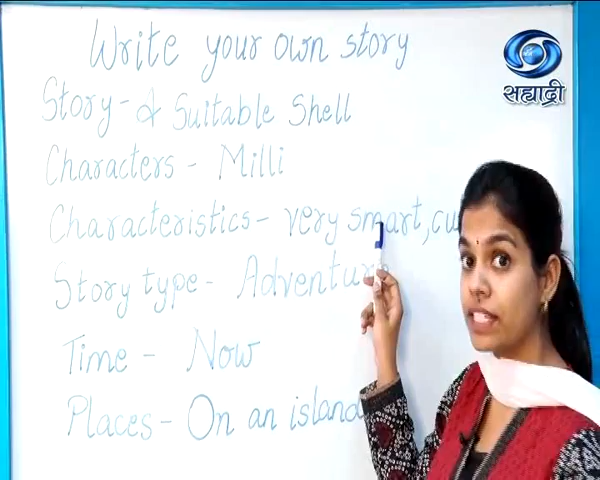 Write your own story
सह्याद्री
Story - A Suitable Shell
Characters - Milli
Characteristics - very smart, cu
Story type - Adventure
Time - Now
Places - On an island